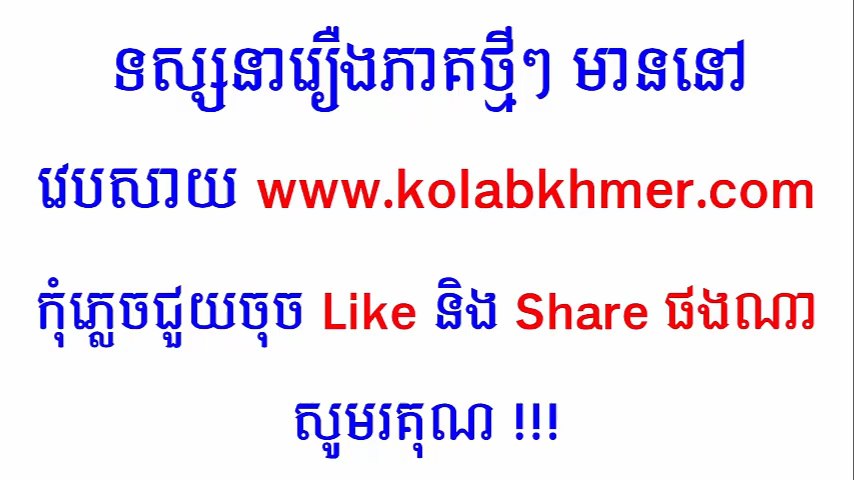 ទស្សនារឿងភាគថ្មីៗ មាននៅ
វេបសាយ www.kolabkhmer.com
កុំភ្លេចជួយចុច Like និង Share ផងណា
សូមរគុណ !!!